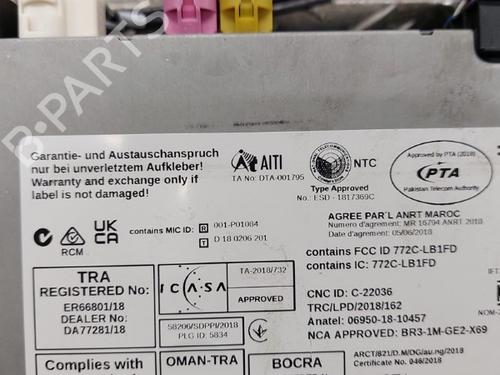 B-PARTS
Garantie- und Austauschanspruch
nur bei unverletztem Aufkleber!
Warranty and exchange only if
label is not damaged!
AITI
TA No: DTA-001795
Type Approved
No.: ESD - 1817369C
NTC
Approved by PTA (2018)
PTA
Pakistan Telecom Authority
RCM
UK
CA
contains MIC ID:
R
001-P01084
T
D 18 0206 201
AGREE PAR'L ANRT MAROC
Numero d'agrement: MR 16794 ANRT 2018
Date d'agrement: 05/06/2018
contains FCC ID 772C-LB1FD
contains IC: 772C-LB1FD
TRA
REGISTERED No:
ER66801/18
DEALER No:
DA77281/18
ICASA
TA-2018/732
APPROVED
58206/SDPPI/2018
PLG ID: 5834
CNC ID: C-22036
TRC/LPD/2018/162
Anatel: 06950-18-10457
NCA APPROVED: BR3-1M-GE2-X69
Complies with
OMAN-TRA
BOCRA
ARCT/821/D.M/DG/au.ng/2018
Certificate No. 046/2018